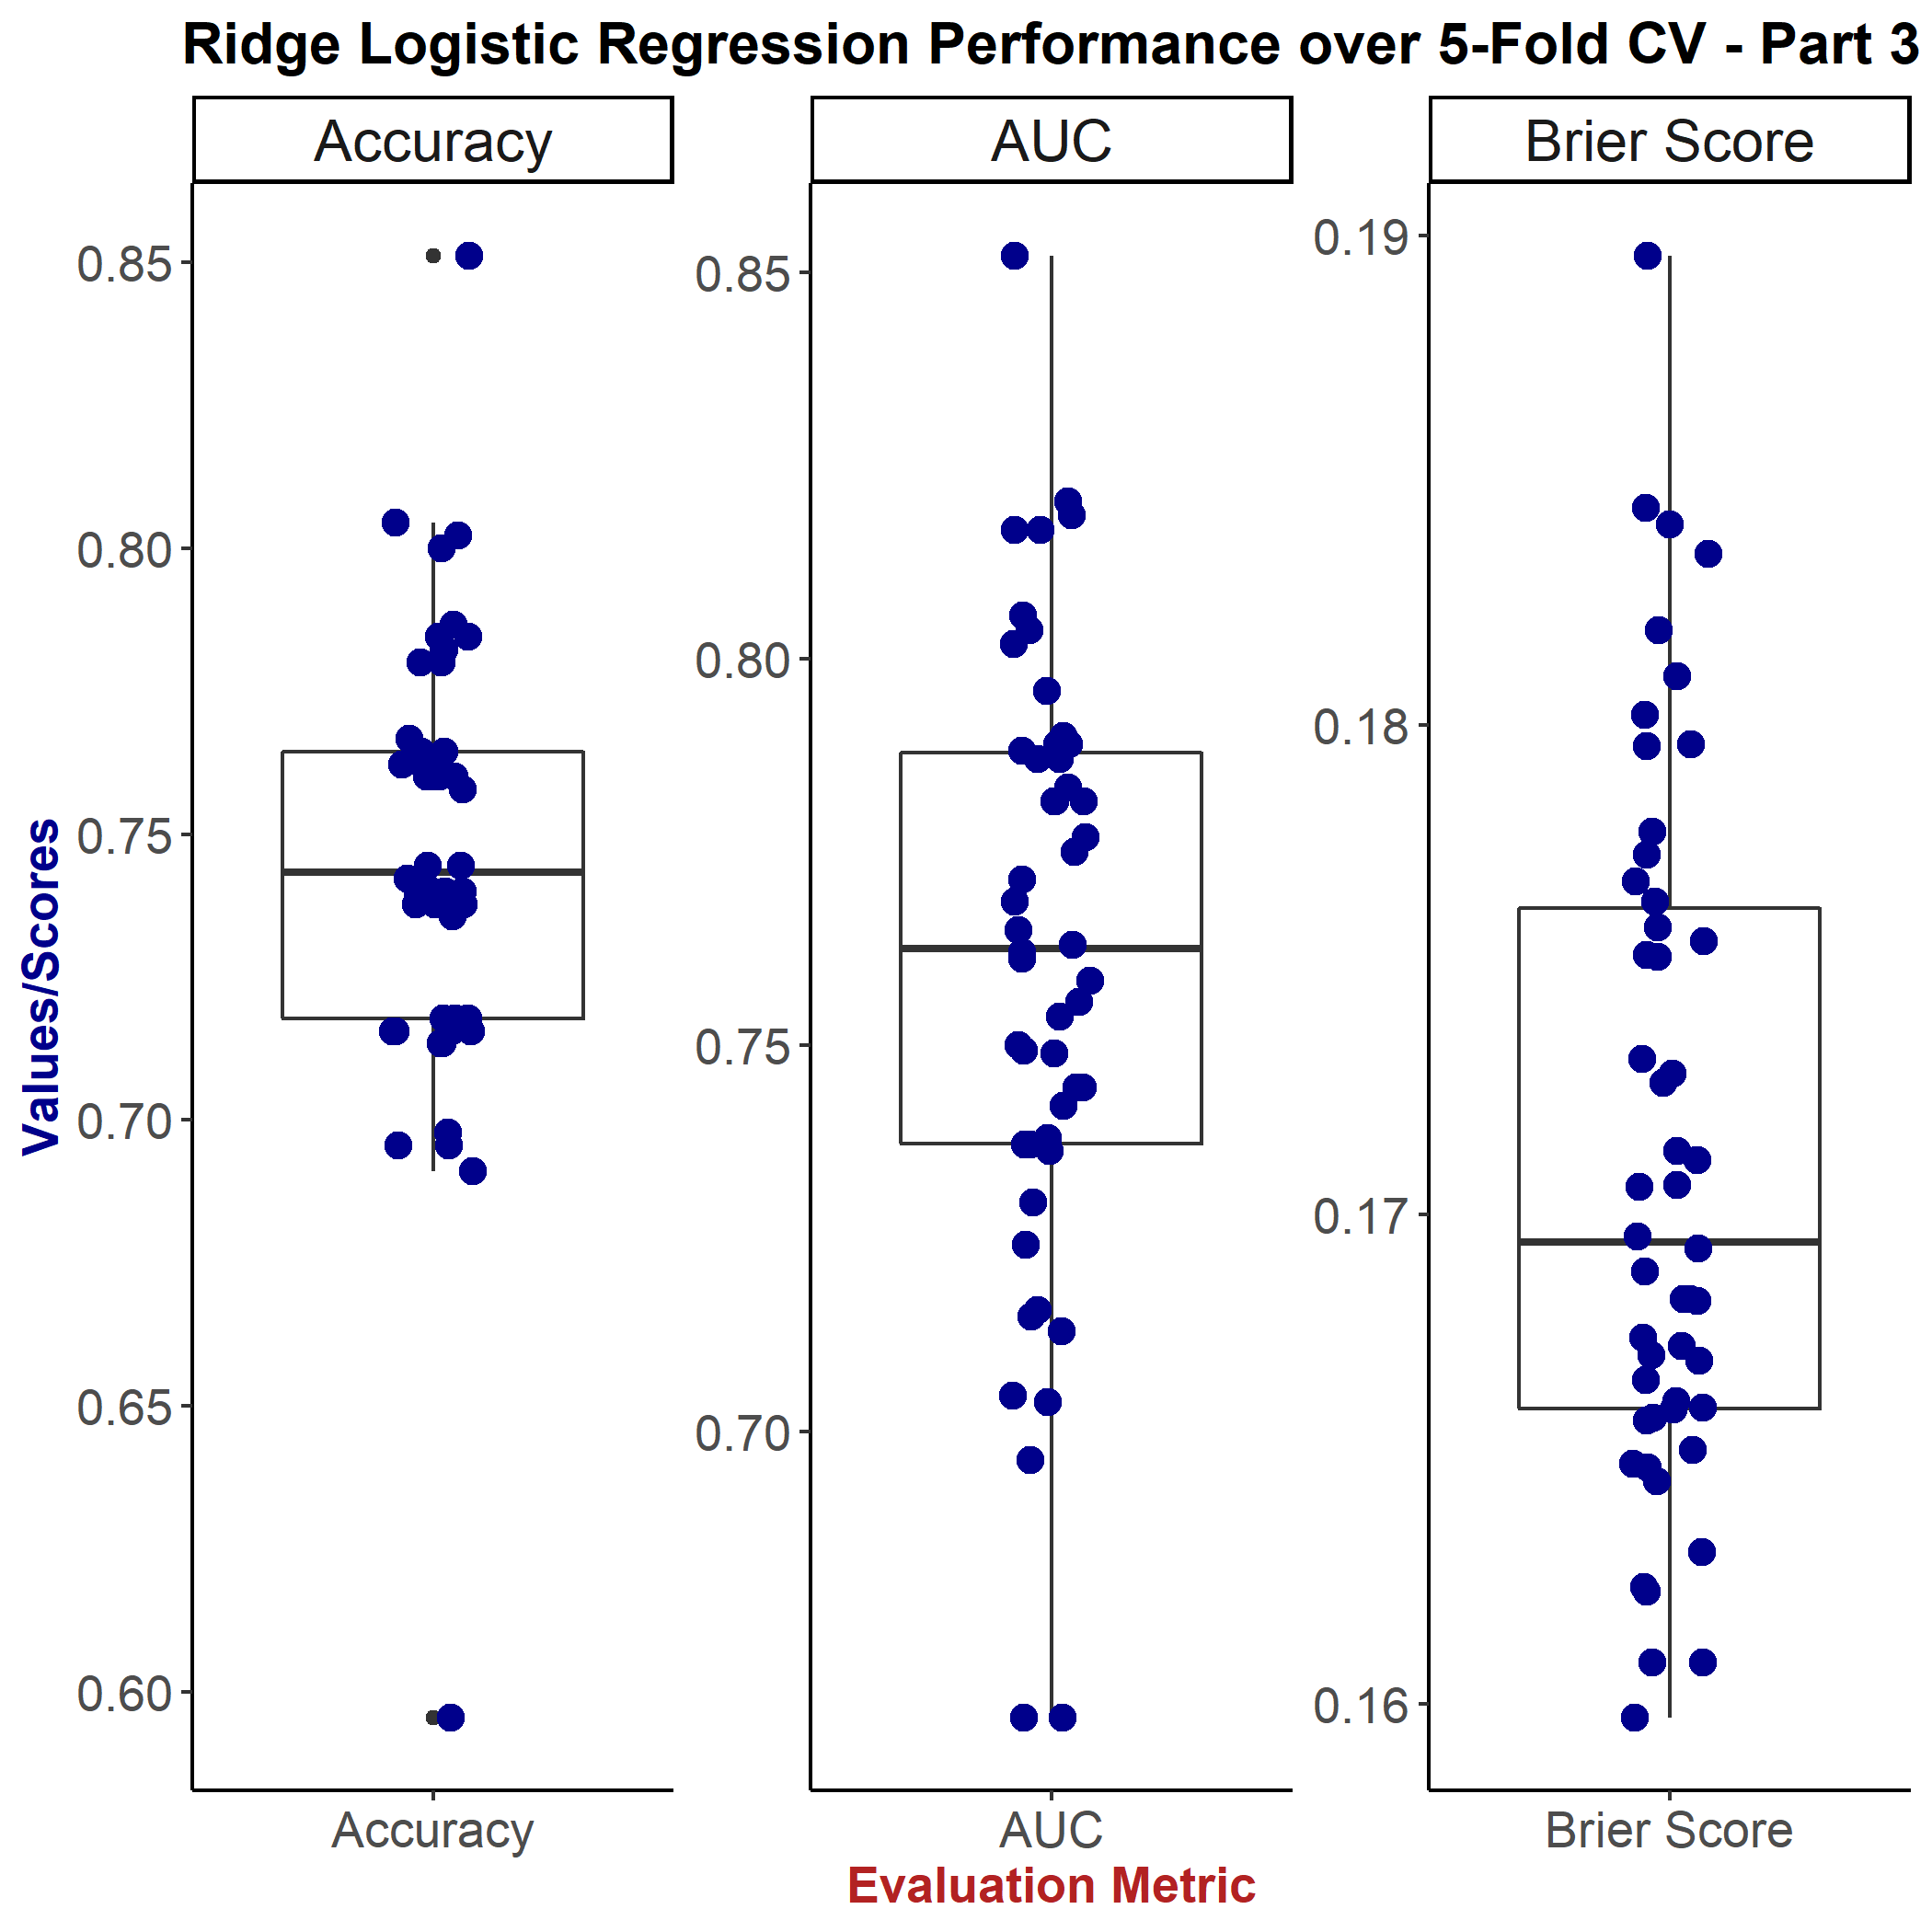 Ridge Logistic Regression Performance over 5-Fold CV - Part 3
Accuracy
AUC
Brier Score
Values/Scores
0.85
0.80
0.75
0.70
0.65
0.60
0.85
0.80
0.75
0.70
0.19
0.18
0.17
0.16
Accuracy
AUC
Brier Score
Evaluation Metric